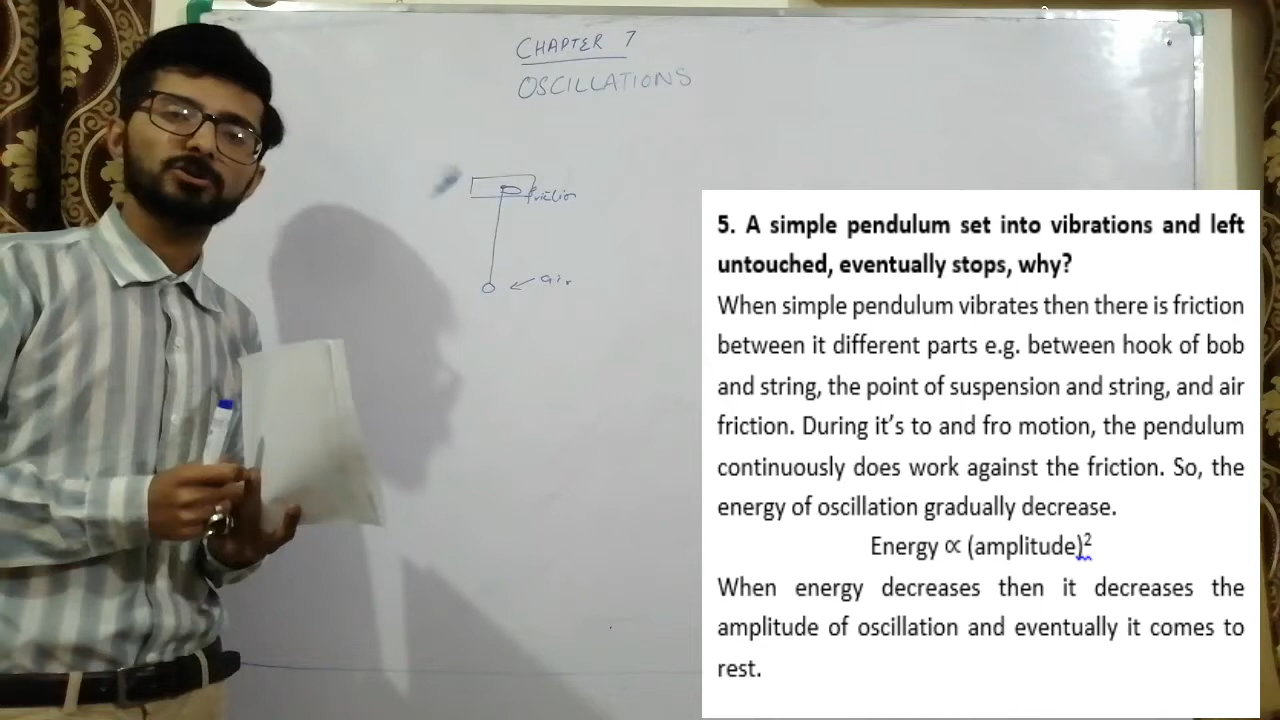 CHAPTER 7
OSCILLATIONS
friction
air
5. A simple pendulum set into vibrations and left
untouched, eventually stops, why?
When simple pendulum vibrates then there is friction
between it different parts e.g. between hook of bob
and string, the point of suspension and string, and air
friction. During it's to and fro motion, the pendulum
continuously does work against the friction. So, the
energy of oscillation gradually decrease.
Energy ∝ (amplitude)²
When energy decreases then it decreases the
amplitude of oscillation and eventually it comes to
rest.